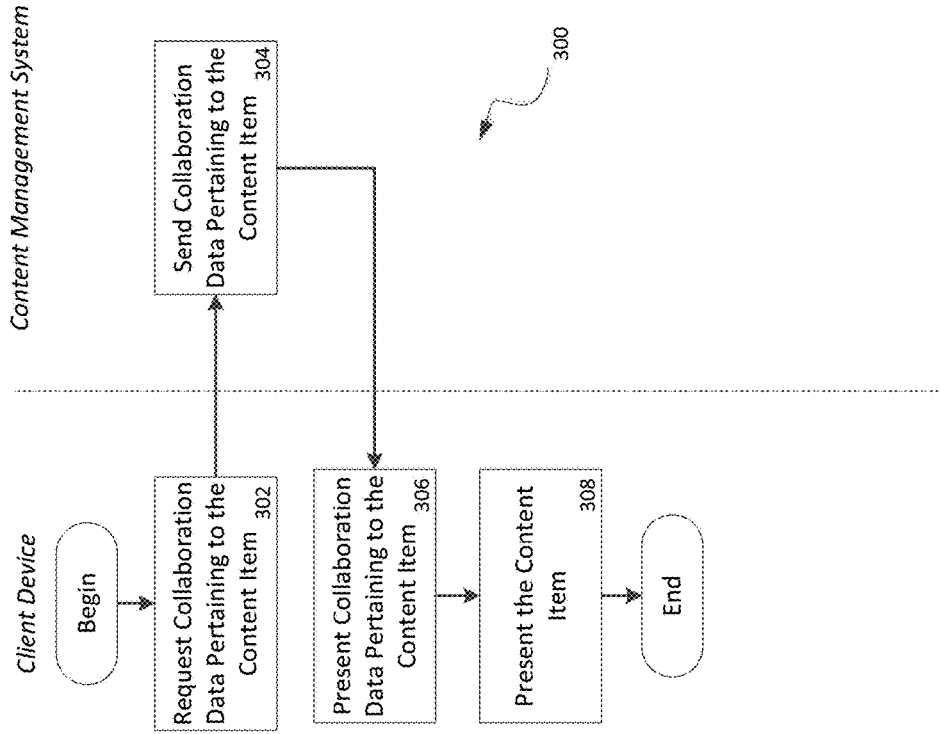 Client Device
Content Management System
Begin
Request Collaboration
Data Pertaining to the
Content Item
302
Send Collaboration
Data Pertaining to the
Content Item
304
Present Collaboration
Data Pertaining to the
Content Item
306
Present the Content
Item
308
End
300